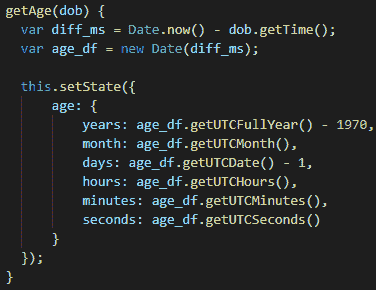 getAge(dob) {
  var diff_ms = Date.now() - dob.getTime();
  var age_df = new Date(diff_ms);

  this.setState({
      age: {
          years: age_df.getUTCFullYear() - 1970,
          month: age_df.getUTCMonth(),
          days: age_df.getUTCDate() - 1,
          hours: age_df.getUTCHours(),
          minutes: age_df.getUTCMinutes(),
          seconds: age_df.getUTCSeconds()
      }
  });
}